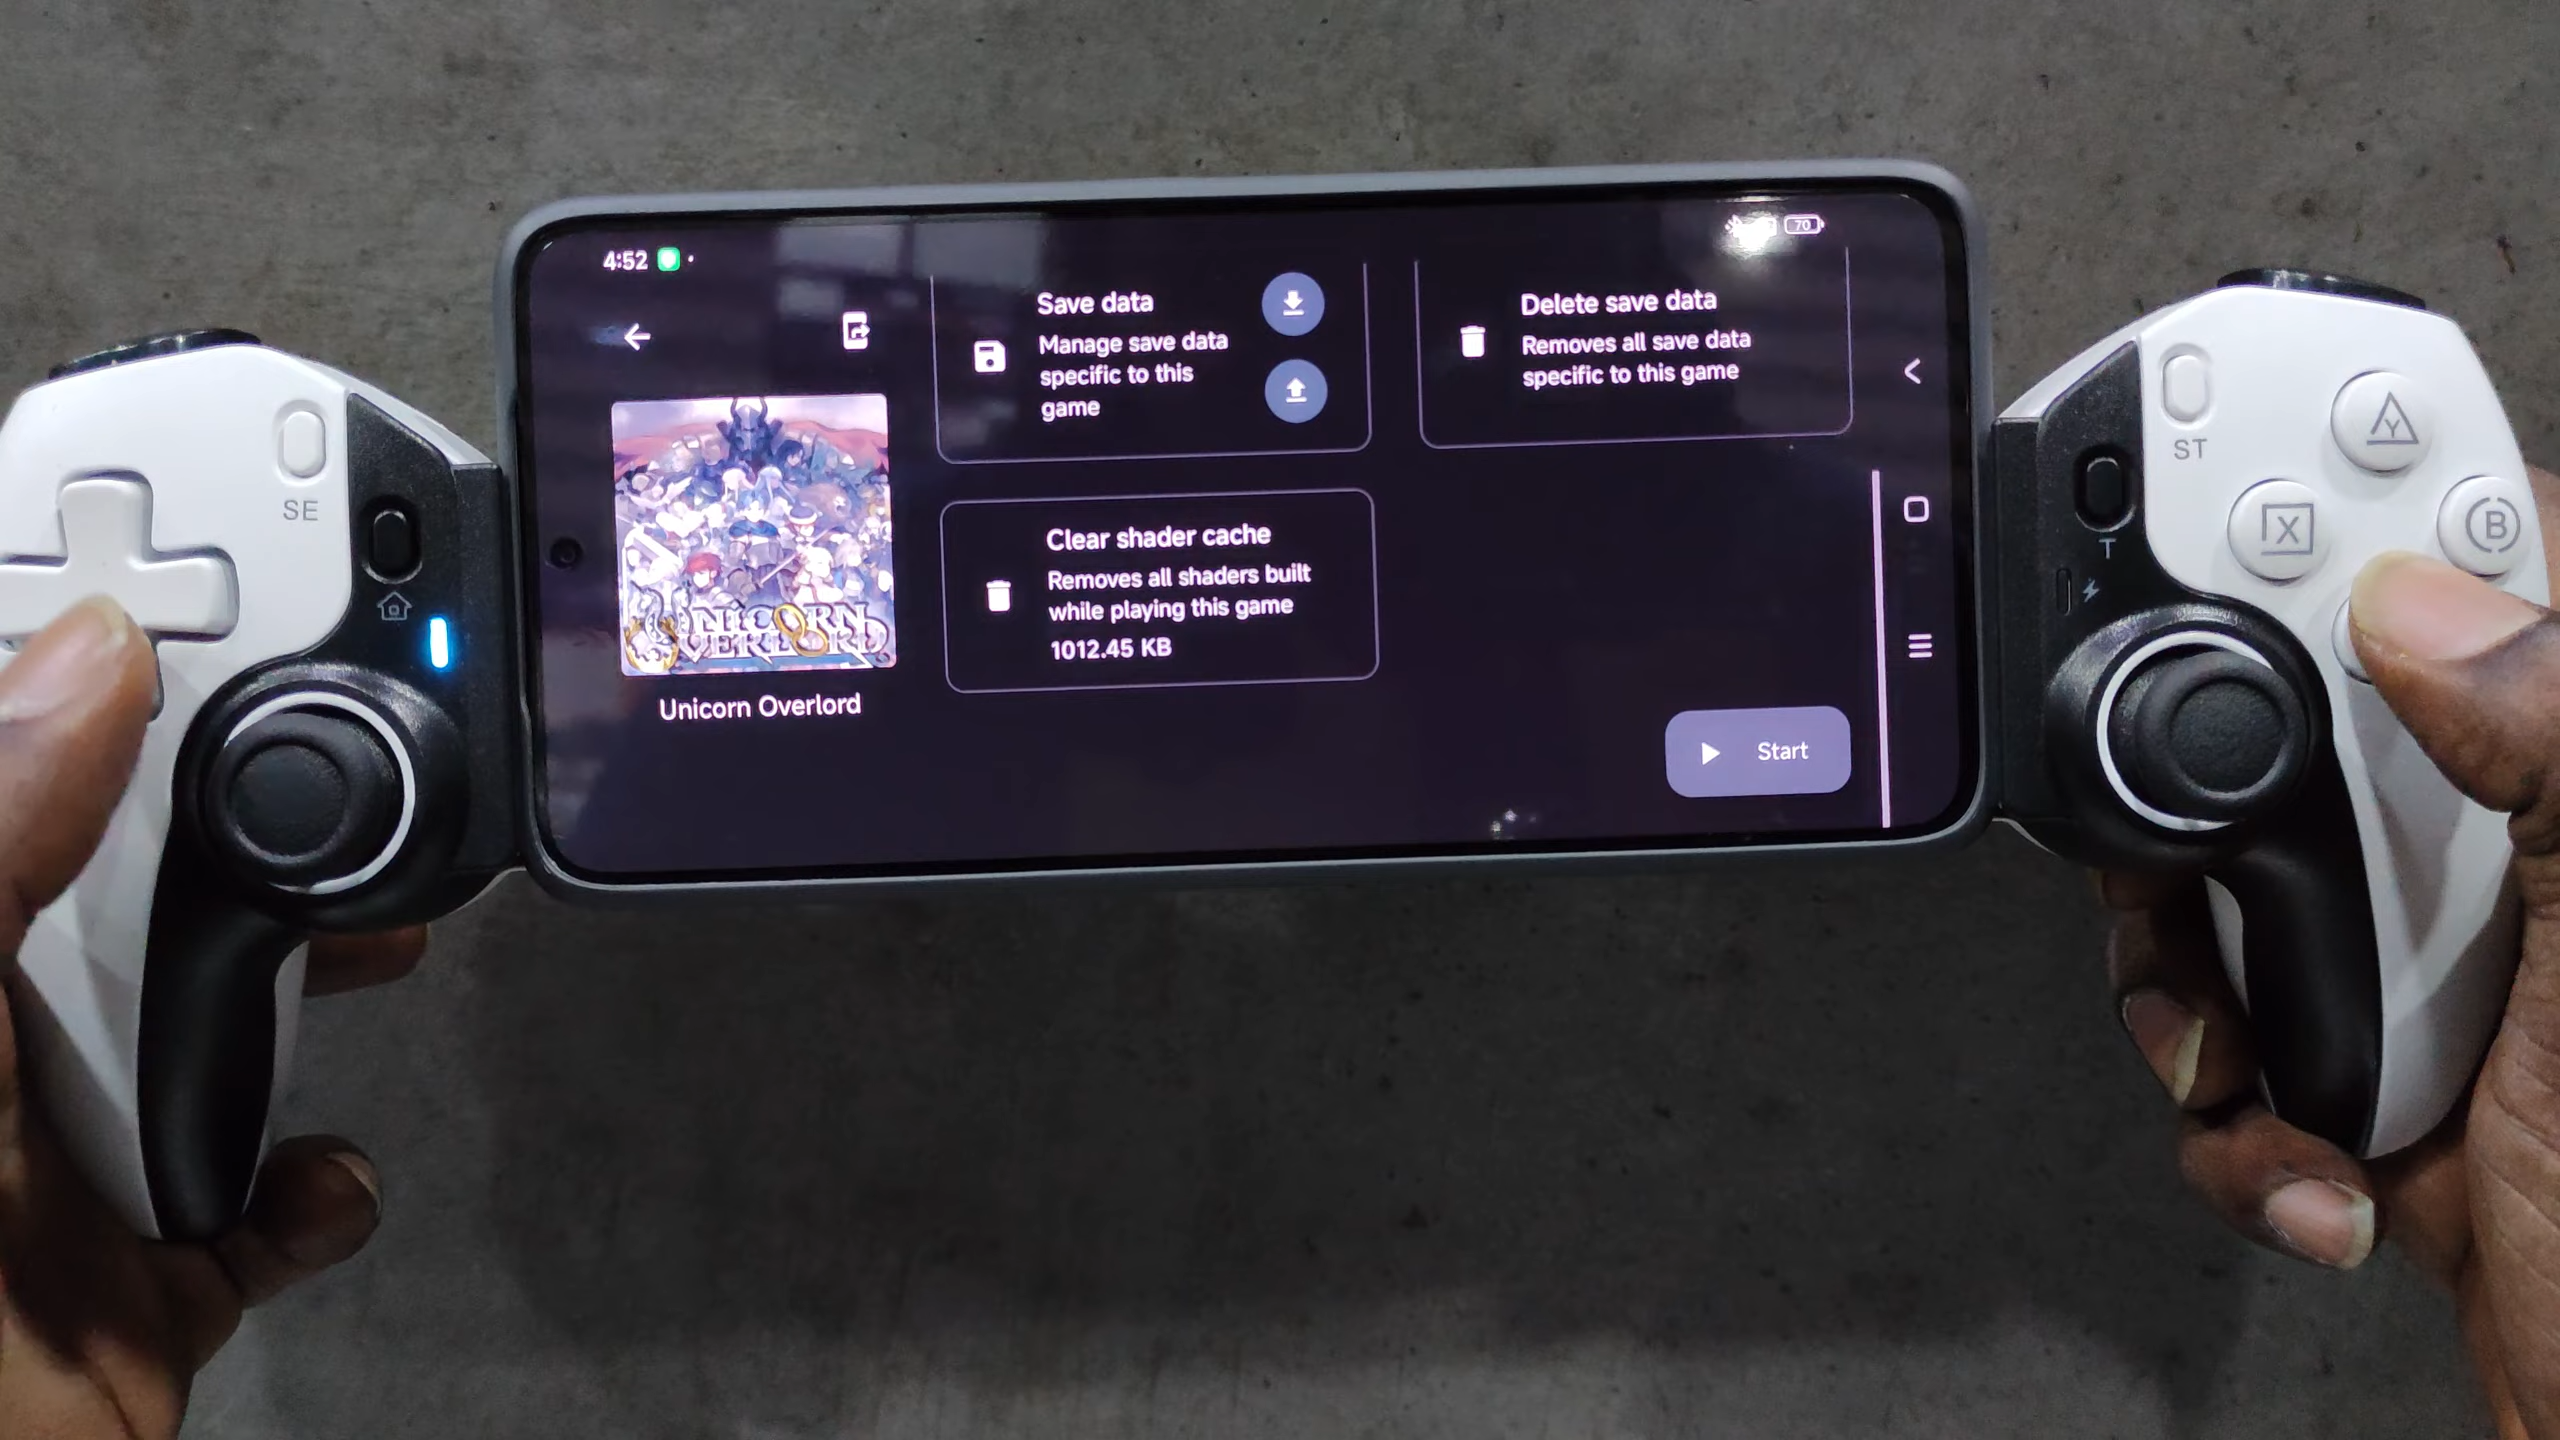 4:52
70
Save data
Manage save data
specific to this
game
Delete save data
Removes all save data
specific to this game
UNICORN
OVERLORD
Unicorn Overlord
Clear shader cache
Removes all shaders built
while playing this game
1012.45 KB
Start
SE
ST
T
Y
X
B